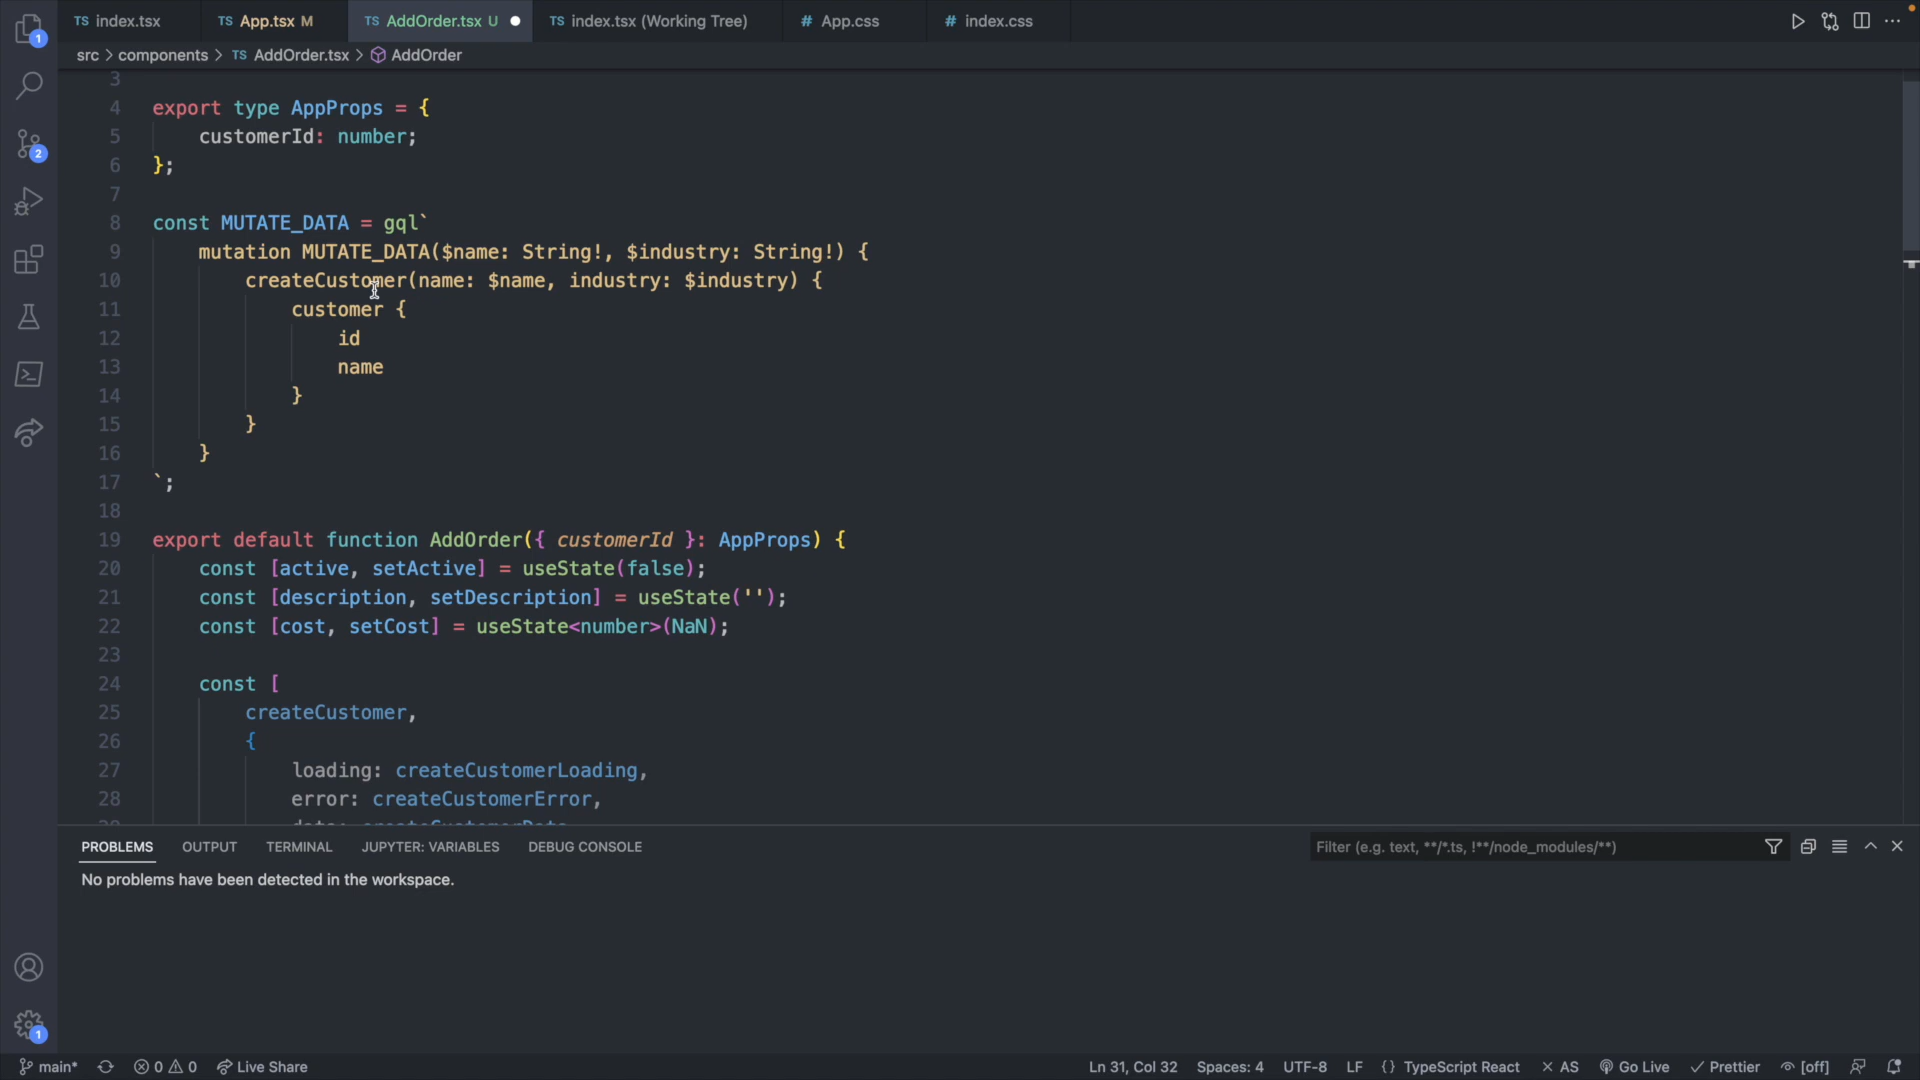 index.tsx App.tsx M AddOrder.tsx U index.tsx (Working Tree) # App.css # index.css
src > components > TS AddOrder.tsx > AddOrder
3
4 export type AppProps = {
5 customerId: number;
6 };
7
8 const MUTATE_DATA = gql`
9 mutation MUTATE_DATA($name: String!, $industry: String!) {
10 createCustomer(name: $name, industry: $industry) {
11 customer {
12 id
13 name
14 }
15 }
16 }
17 `;
18
19 export default function AddOrder({ customerId }: AppProps) {
20 const [active, setActive] = useState(false);
21 const [description, setDescription] = useState('');
22 const [cost, setCost] = useState<number>(NaN);
23
24 const [
25 createCustomer,
26 {
27 loading: createCustomerLoading,
28 error: createCustomerError,
PROBLEMS OUTPUT TERMINAL JUPYTER: VARIABLES DEBUG CONSOLE Filter (e.g. text, **/*.ts, !**/node_modules/**)
No problems have been detected in the workspace.
main* 0 0 Live Share Ln 31, Col 32 Spaces: 4 UTF-8 LF {} TypeScript React AS Go Live Prettier [off]